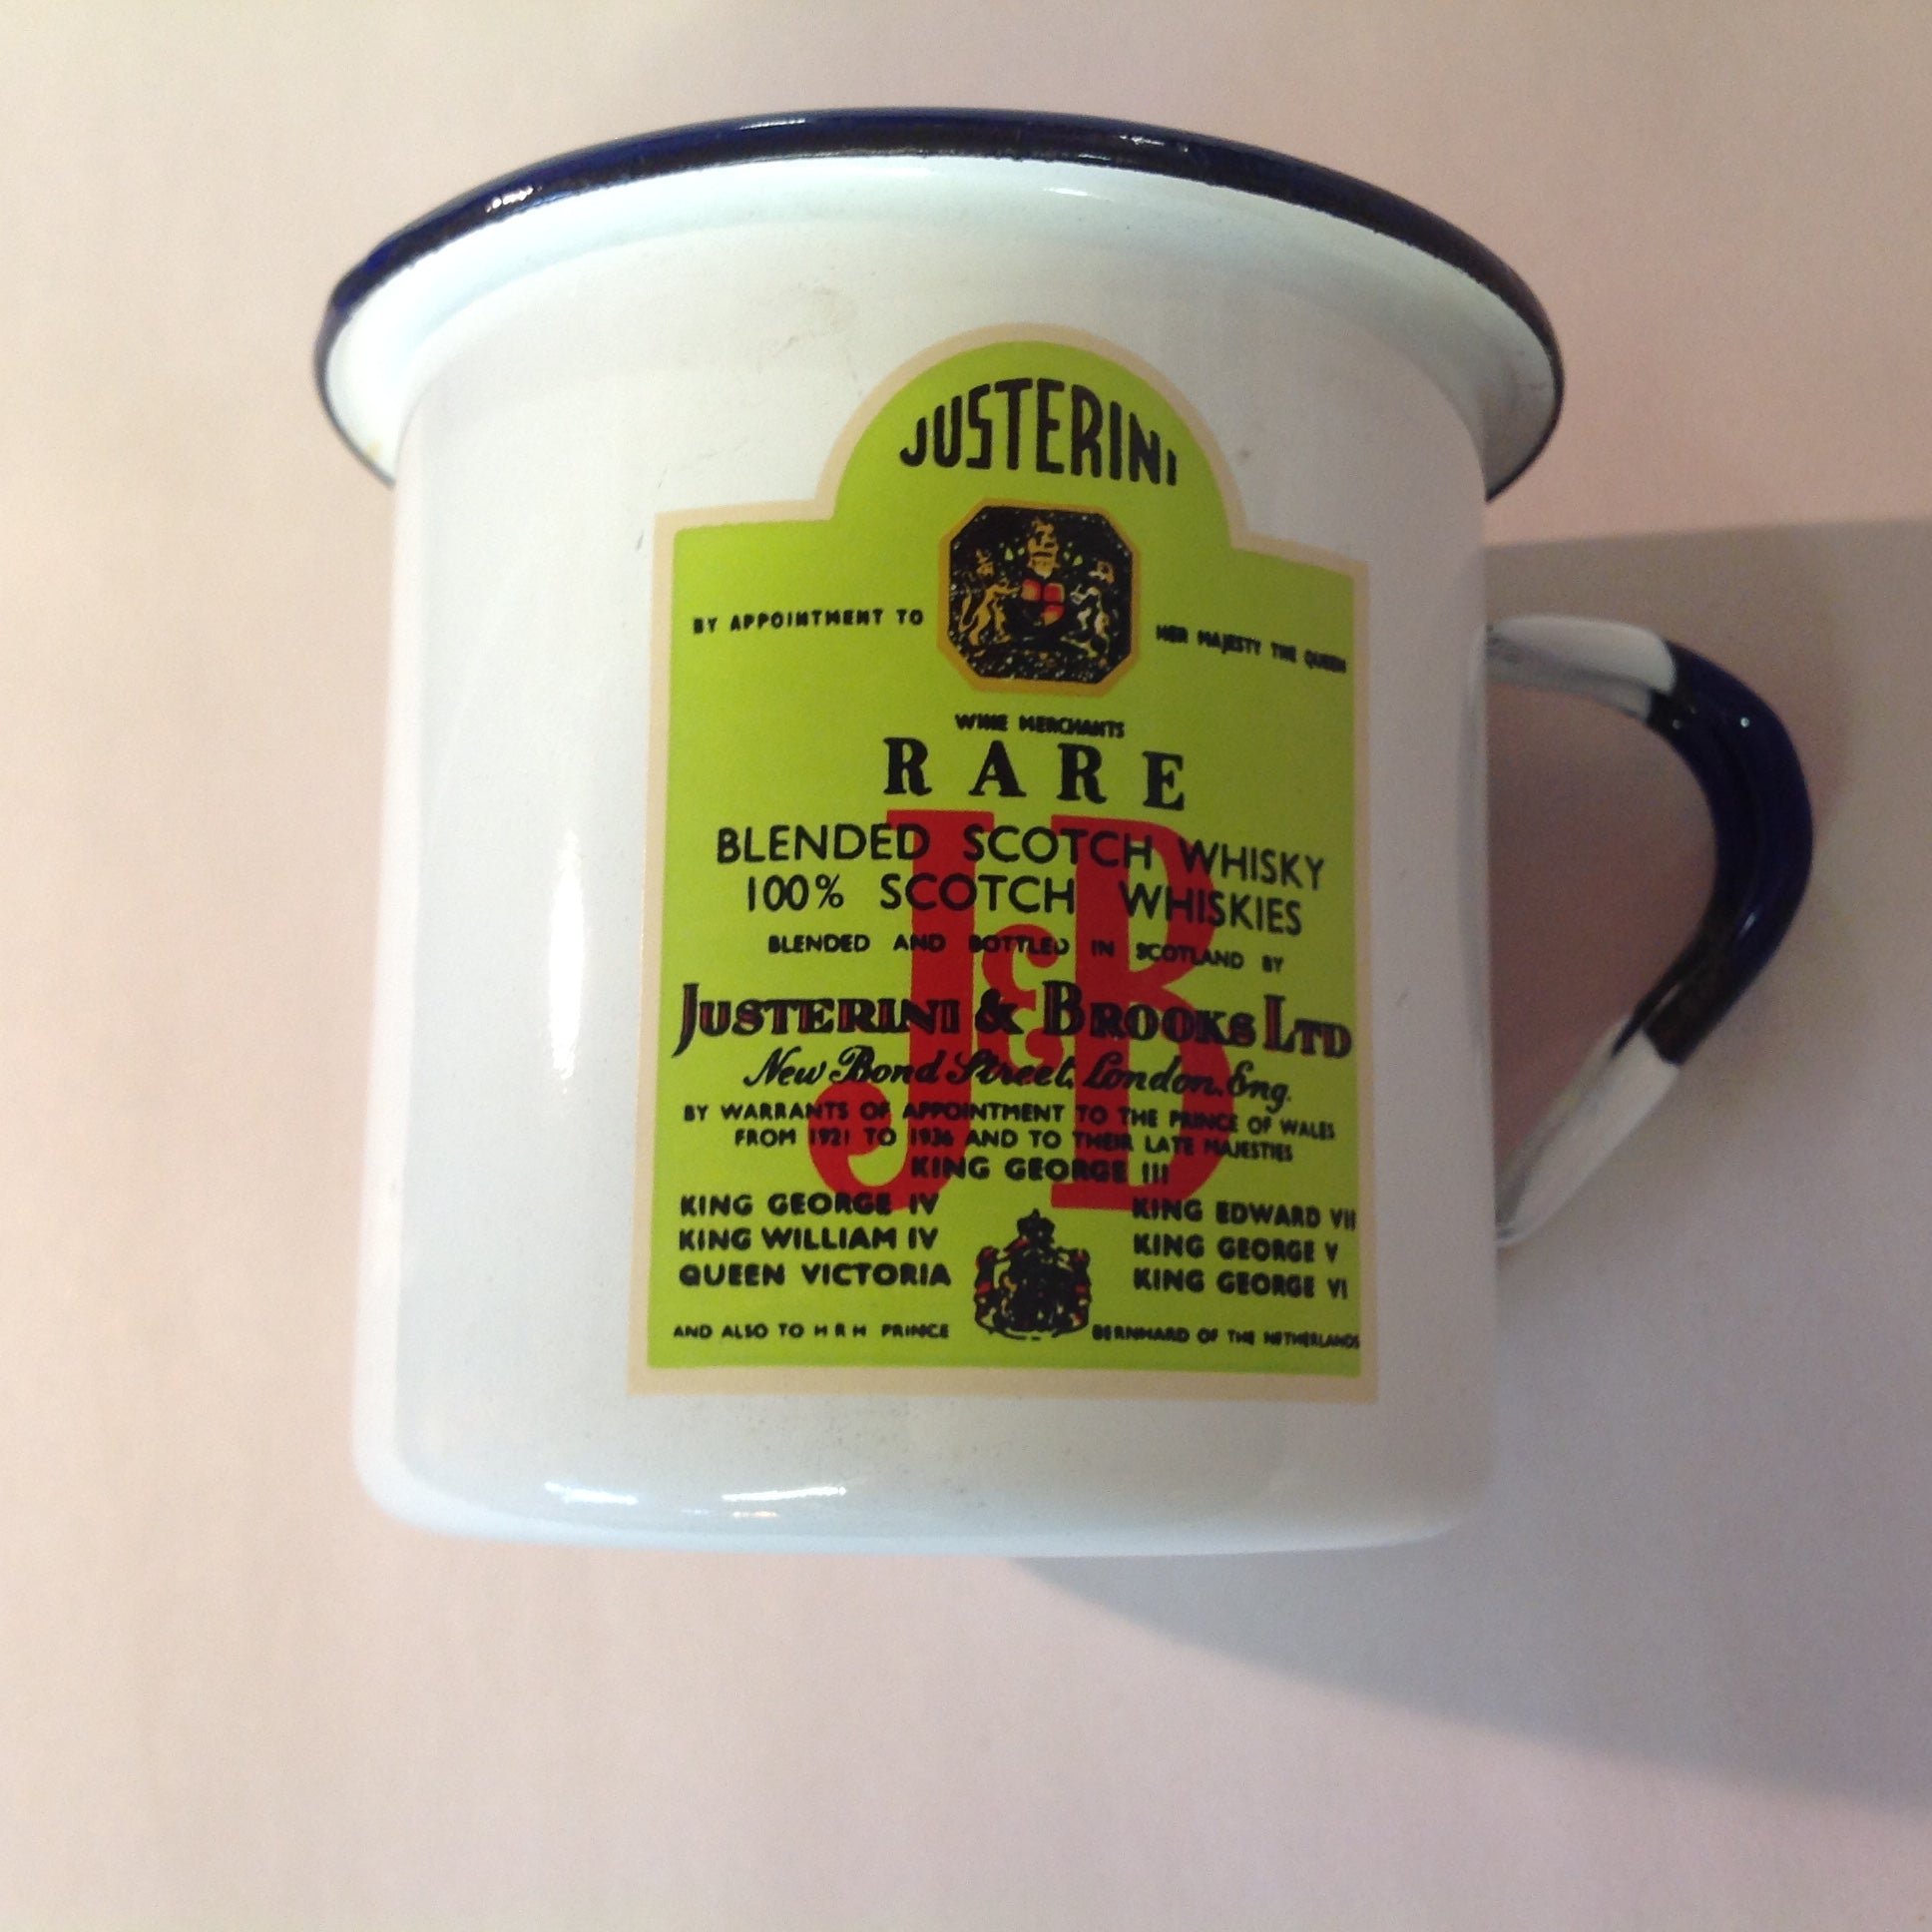 JUSTERINI
BY APPOINTMENT TO HER MAJESTY THE QUEEN
WINE MERCHANTS
RARE
J&B
BLENDED SCOTCH WHISKY
100% SCOTCH WHISKIES
BLENDED AND BOTTLED IN SCOTLAND BY
JUSTERINI & BROOKS LTD
New Bond Street, London, Eng.
BY WARRANTS OF APPOINTMENT TO THE PRINCE OF WALES
FROM 1921 TO 1936 AND TO THEIR LATE MAJESTIES
KING GEORGE III
KING GEORGE IV KING EDWARD VII
KING WILLIAM IV KING GEORGE V
QUEEN VICTORIA KING GEORGE VI
AND ALSO TO H R H PRINCE BERNHARD OF THE NETHERLANDS